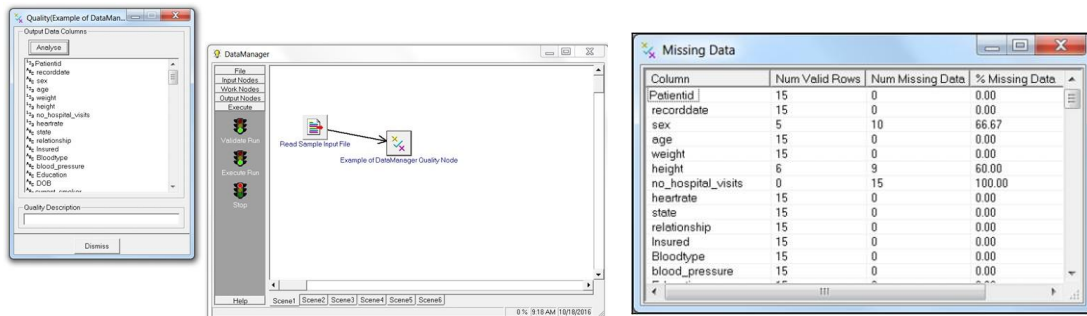 Quality(Example of DataMan...
Output Data Columns
Analyse
Patientid
recorddate
sex
age
weight
height
no_hospital_visits
heartrate
state
relationship
Insured
Bloodtype
blood_pressure
Education
DOB
current_smoker
Quality Description
Dismiss
DataManager
File
Input Nodes
Work Nodes
Output Nodes
Execute
Validate Run
Execute Run
Stop
Help
Read Sample Input File
Example of DataManager Quality Node
Scene1 Scene2 Scene3 Scene4 Scene5 Scene6
0 % 9:18 AM 10/18/2016
Missing Data
Column Num Valid Rows Num Missing Data % Missing Data
Patientid 15 0 0.00
recorddate 15 0 0.00
sex 5 10 66.67
age 15 0 0.00
weight 15 0 0.00
height 6 9 60.00
no_hospital_visits 0 15 100.00
heartrate 15 0 0.00
state 15 0 0.00
relationship 15 0 0.00
Insured 15 0 0.00
Bloodtype 15 0 0.00
blood_pressure 15 0 0.00